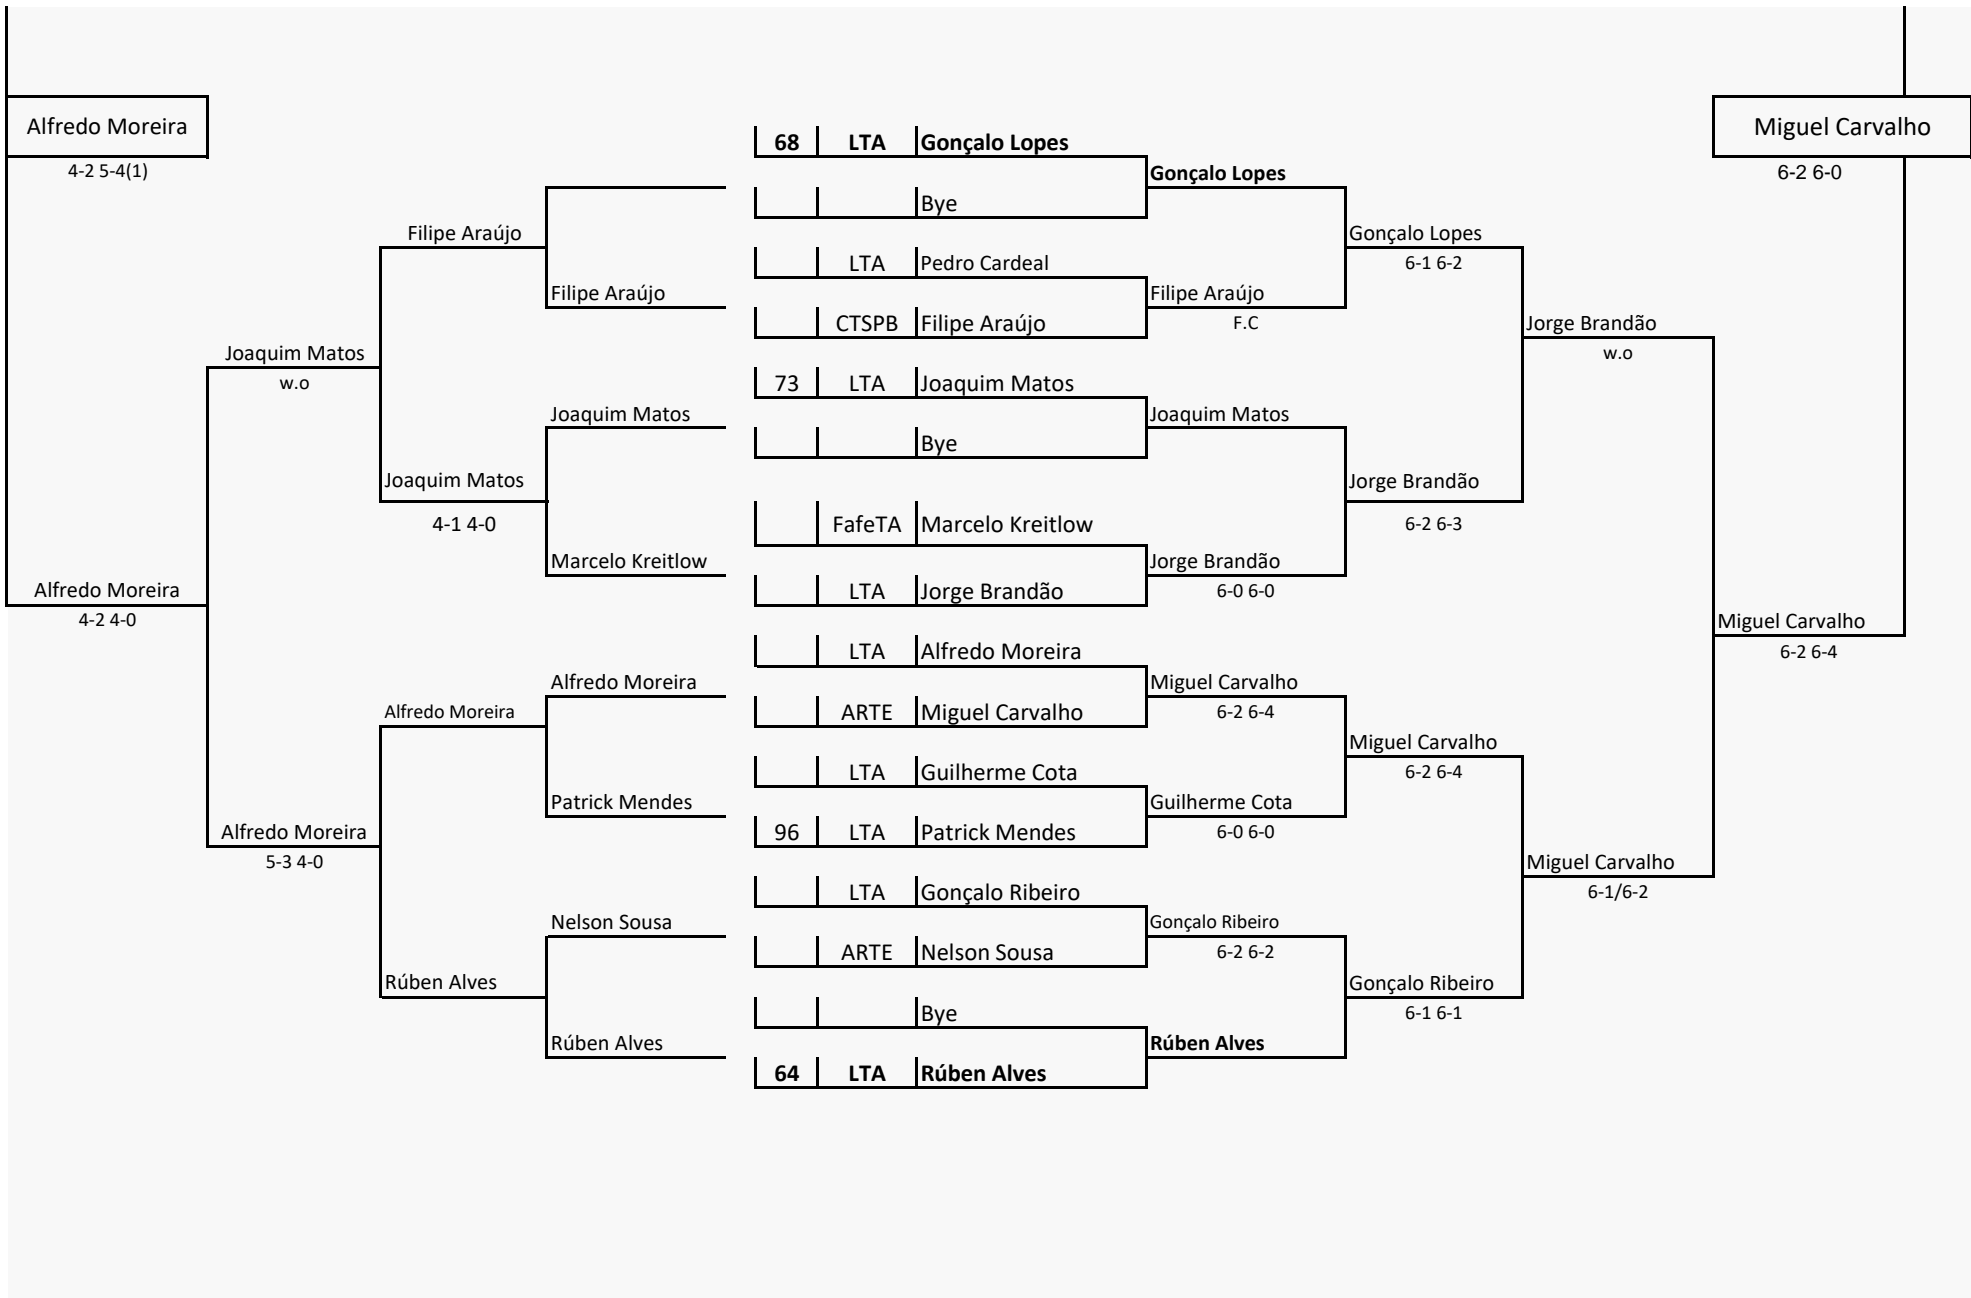 Alfredo Moreira
Miguel Carvalho
68 LTA Gonçalo Lopes
4-2 5-4(1)
Gonçalo Lopes
6-2 6-0
Bye
Filipe Araújo
Gonçalo Lopes
LTA Pedro Cardeal
6-1 6-2
Filipe Araújo
Filipe Araújo
CTSPB Filipe Araújo
F.C
Jorge Brandão
Joaquim Matos
w.o
w.o
73 LTA Joaquim Matos
Joaquim Matos
Joaquim Matos
Bye
Joaquim Matos
Jorge Brandão
4-1 4-0
FafeTA Marcelo Kreitlow
6-2 6-3
Marcelo Kreitlow
Jorge Brandão
Alfredo Moreira
LTA Jorge Brandão
6-0 6-0
4-2 4-0
Miguel Carvalho
LTA Alfredo Moreira
6-2 6-4
Alfredo Moreira
Miguel Carvalho
Alfredo Moreira
ARTE Miguel Carvalho
6-2 6-4
Miguel Carvalho
LTA Guilherme Cota
6-2 6-4
Patrick Mendes
Guilherme Cota
Alfredo Moreira
96 LTA Patrick Mendes
6-0 6-0
5-3 4-0
Miguel Carvalho
LTA Gonçalo Ribeiro
6-1/6-2
Nelson Sousa
Gonçalo Ribeiro
ARTE Nelson Sousa
6-2 6-2
Rúben Alves
Gonçalo Ribeiro
Bye
6-1 6-1
Rúben Alves
Rúben Alves
64 LTA Rúben Alves